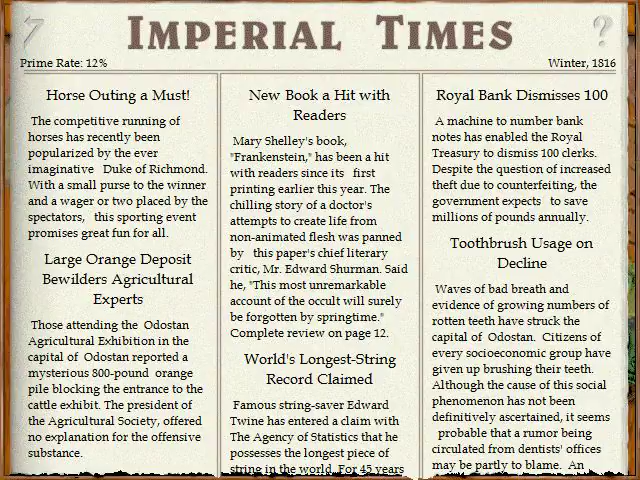 IMPERIAL TIMES
Prime Rate: 12%
Winter, 1816
Horse Outing a Must!
The competitive running of
horses has recently been
popularized by the ever
imaginative Duke of Richmond.
With a small purse to the winner
and a wager or two placed by the
spectators, this sporting event
promises great fun for all.
Large Orange Deposit
Bewilders Agricultural
Experts
Those attending the Odostan
Agricultural Exhibition in the
capital of Odostan reported a
mysterious 800-pound orange
pile blocking the entrance to the
cattle exhibit. The president of
the Agricultural Society, offered
no explanation for the offensive
substance.
New Book a Hit with
Readers
Mary Shelley's book,
"Frankenstein," has been a hit
with readers since its first
printing earlier this year. The
chilling story of a doctor's
attempts to create life from
non-animated flesh was panned
by this paper's chief literary
critic, Mr. Edward Shurman. Said
he, "This most unremarkable
account of the occult will surely
be forgotten by springtime."
Complete review on page 12.
World's Longest-String
Record Claimed
Famous string-saver Edward
Twine has entered a claim with
The Agency of Statistics that he
possesses the longest piece of
string in the world. For 45 years
Royal Bank Dismisses 100
A machine to number bank
notes has enabled the Royal
Treasury to dismiss 100 clerks.
Despite the question of increased
theft due to counterfeiting, the
government expects to save
millions of pounds annually.
Toothbrush Usage on
Decline
Waves of bad breath and
evidence of growing numbers of
rotten teeth have struck the
capital of Odostan. Citizens of
every socioeconomic group have
given up brushing their teeth.
Although the cause of this social
phenomenon has not been
definitively ascertained, it seems
probable that a rumor being
circulated from dentists' offices
may be partly to blame. An